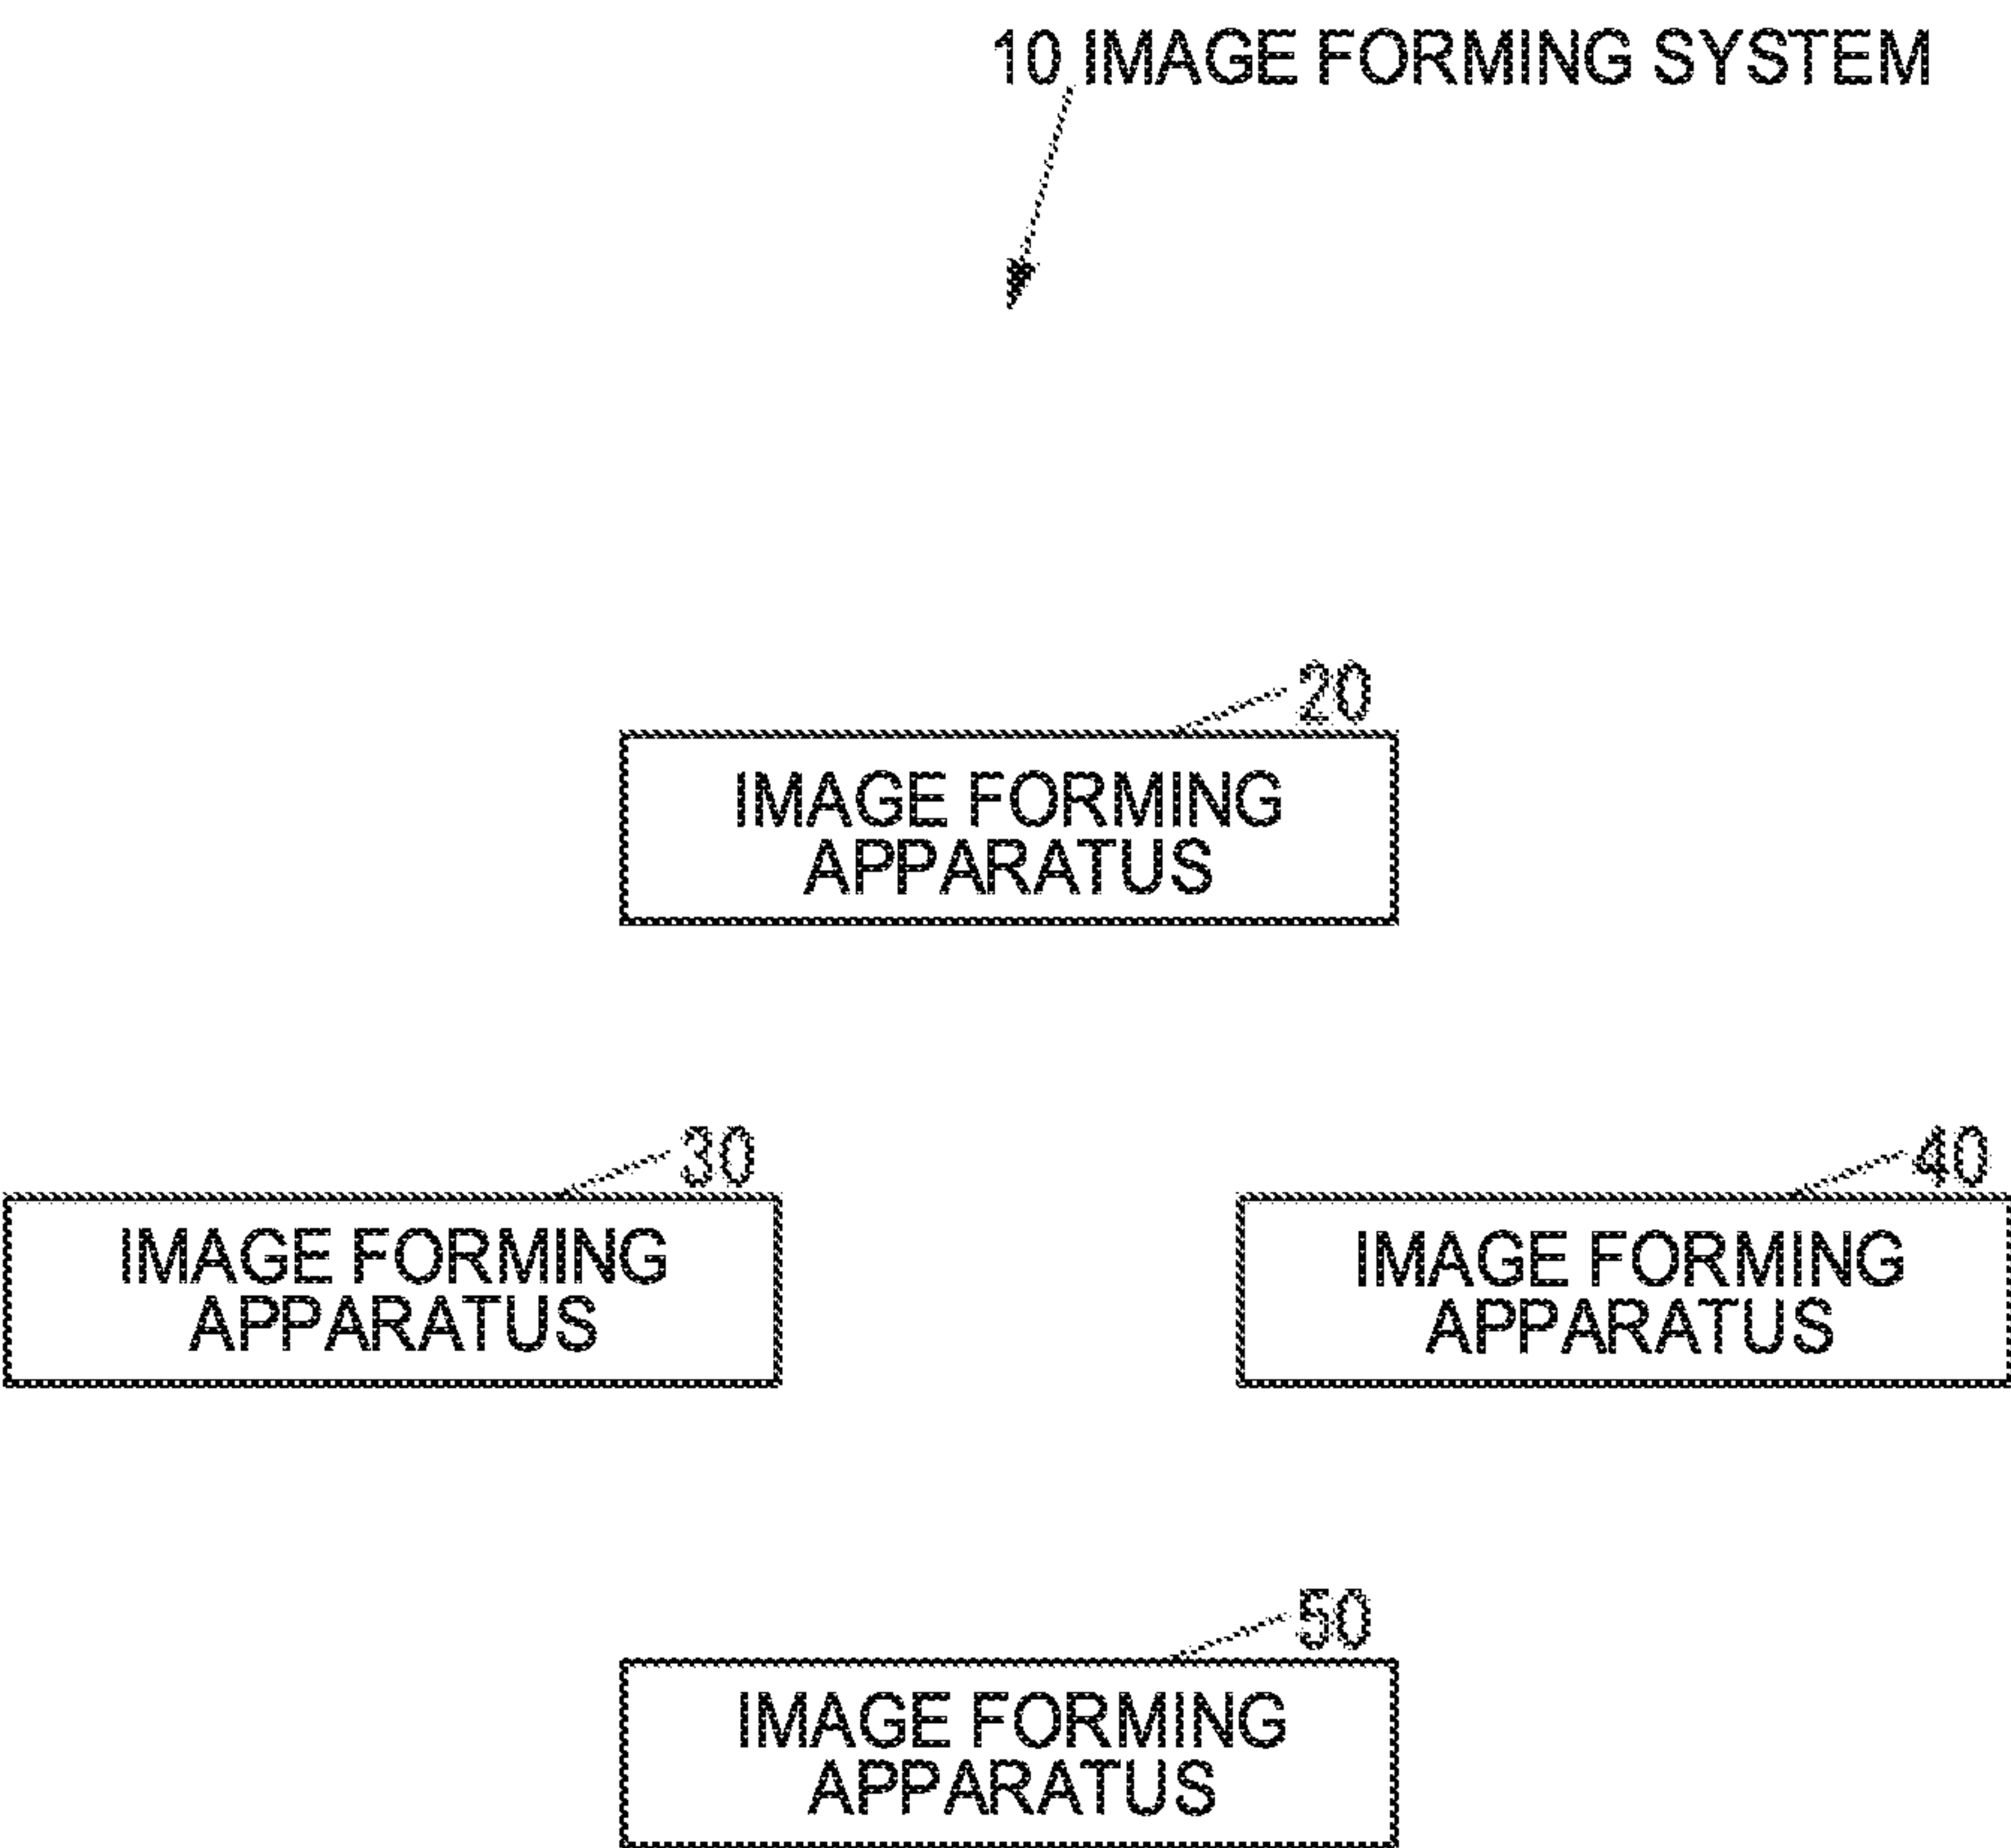 10 IMAGE FORMING SYSTEM
20
IMAGE FORMING
APPARATUS
30
IMAGE FORMING
APPARATUS
40
IMAGE FORMING
APPARATUS
50
IMAGE FORMING
APPARATUS